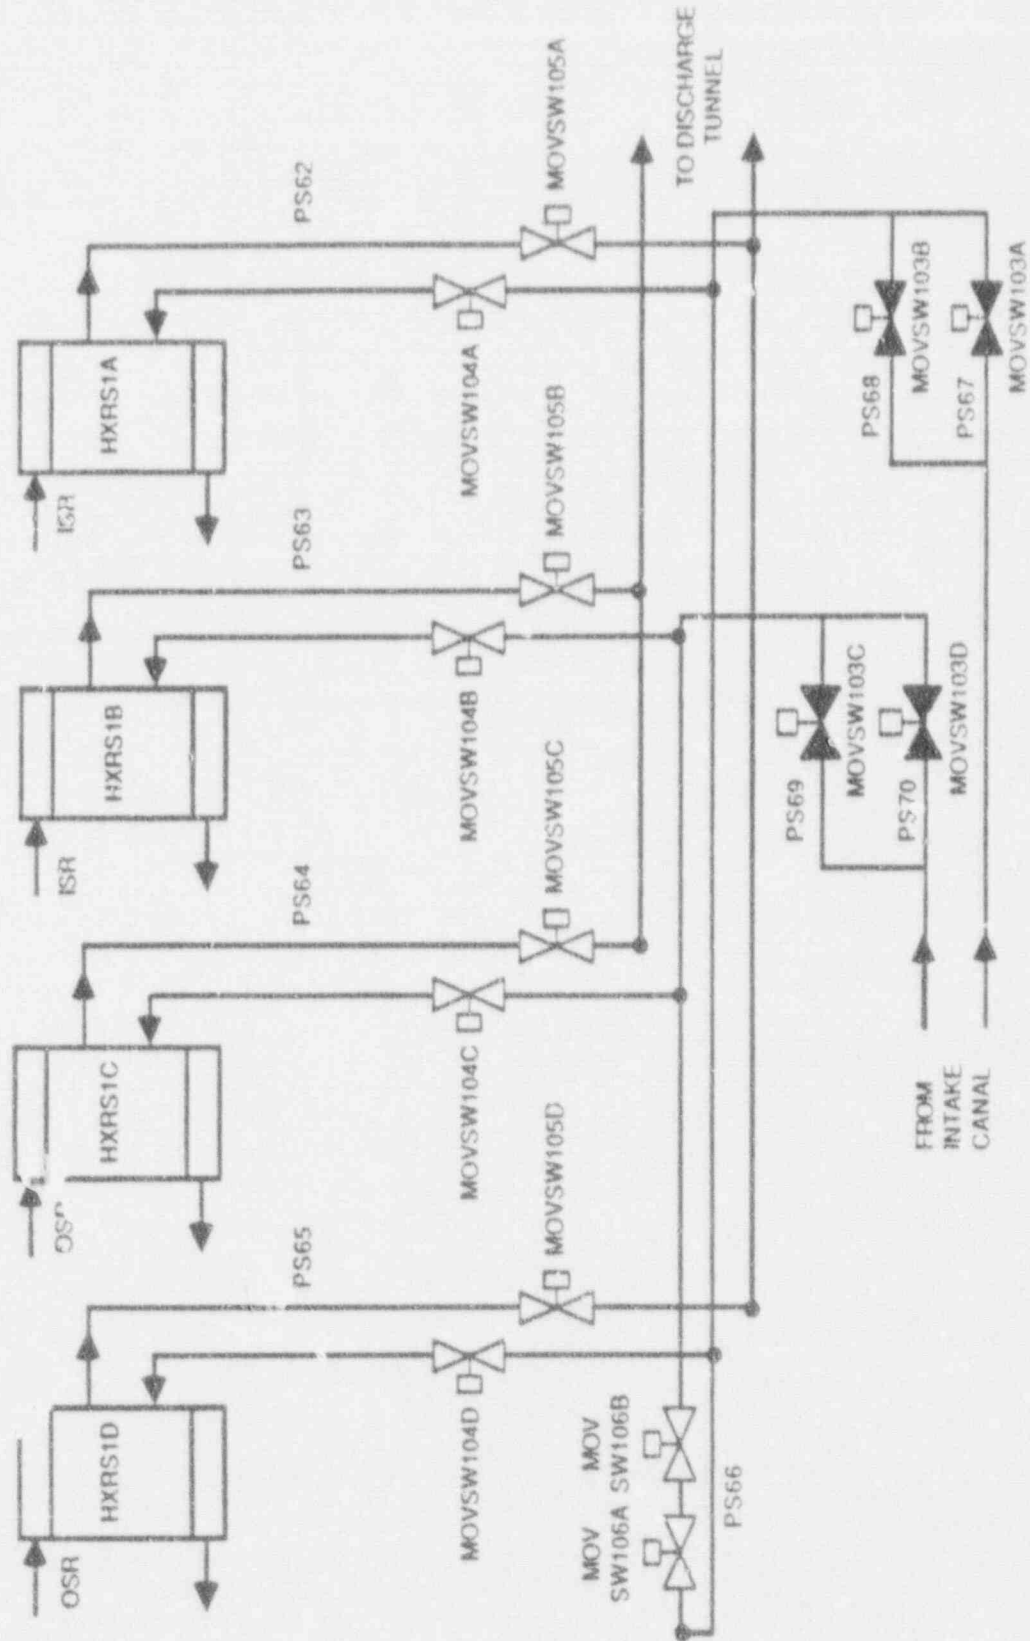 OSR
HXRS1D
PS65
MOVSW104D
MOVSW105D
HXRS1C
PS64
MOVSW104C
MOVSW105C
ISR
HXRS1B
PS63
MOVSW104B
MOVSW105B
ISR
HXRS1A
PS62
MOVSW104A
MOVSW105A
MOV MOV
SW106A SW106B
PS66
TO DISCHARGE
TUNNEL
PS69
MOVSW103C
PS70
MOVSW103D
PS68
MOVSW103B
PS67
MOVSW103A
FROM
INTAKE
CANAL